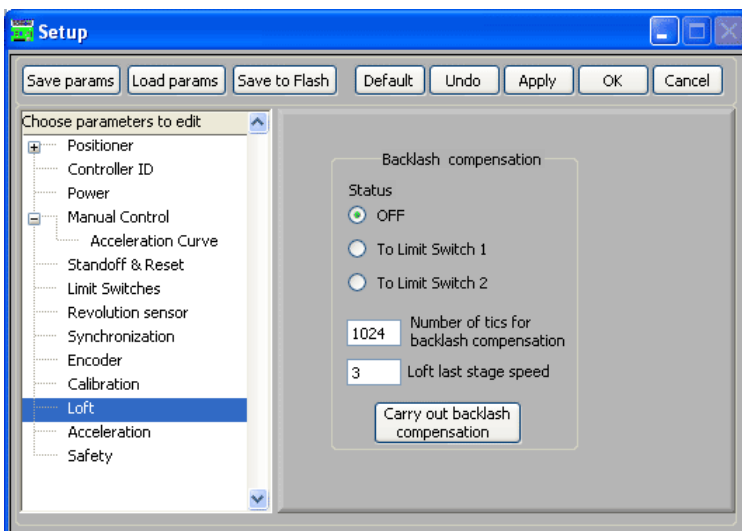 Setup
Save params Load params Save to Flash Default Undo Apply OK Cancel
Choose parameters to edit
Positioner
Controller ID
Power
Manual Control
Acceleration Curve
Standoff & Reset
Limit Switches
Revolution sensor
Synchronization
Encoder
Calibration
Loft
Acceleration
Safety
Backlash compensation
Status
OFF
To Limit Switch 1
To Limit Switch 2
1024 Number of tics for
backlash compensation
3 Loft last stage speed
Carry out backlash
compensation